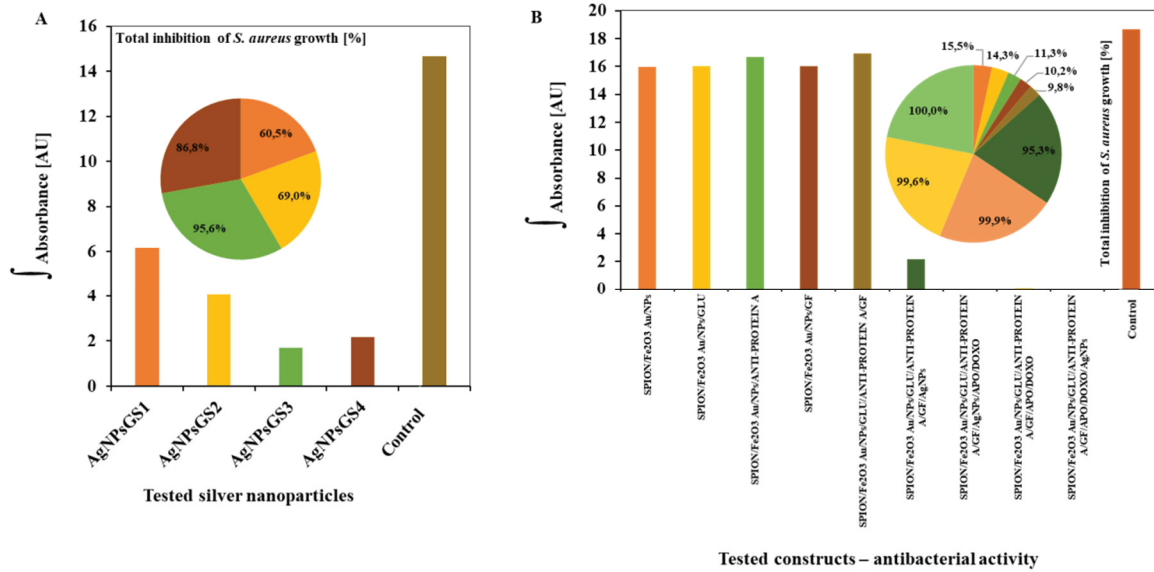 A
Total inhibition of S. aureus growth [%]
16
14
12
10
8
6
4
2
0
∫ Absorbance [AU]
60,5%
69,0%
95,6%
86,8%
AgNPsGS1
AgNPsGS2
AgNPsGS3
AgNPsGS4
Control
Tested silver nanoparticles
B
20
18
16
14
12
10
8
6
4
2
0
∫ Absorbance [AU]
15,5%
14,3%
11,3%
10,2%
9,8%
95,3%
99,9%
99,6%
100,0%
Total inhibition of S. aureus growth [%]
SPION/Fe2O3 Au/NPs
SPION/Fe2O3 Au/NPs/GLU
SPION/Fe2O3 Au/NPs/ANTI-PROTEIN A
SPION/Fe2O3 Au/NPs/GF
SPION/Fe2O3 Au/NPs/GLU/ANTI-PROTEIN A/GF
SPION/Fe2O3 Au/NPs/GLU/ANTI-PROTEIN
A/GF/AgNPs
SPION/Fe2O3 Au/NPs/GLU/ANTI-PROTEIN
A/GF/AgNPs/APO/DOXO
SPION/Fe2O3 Au/NPs/GLU/ANTI-PROTEIN
A/GF/APO/DOXO
SPION/Fe2O3 Au/NPs/GLU/ANTI-PROTEIN
A/GF/APO/DOXO/AgNPs
Control
Tested constructs – antibacterial activity